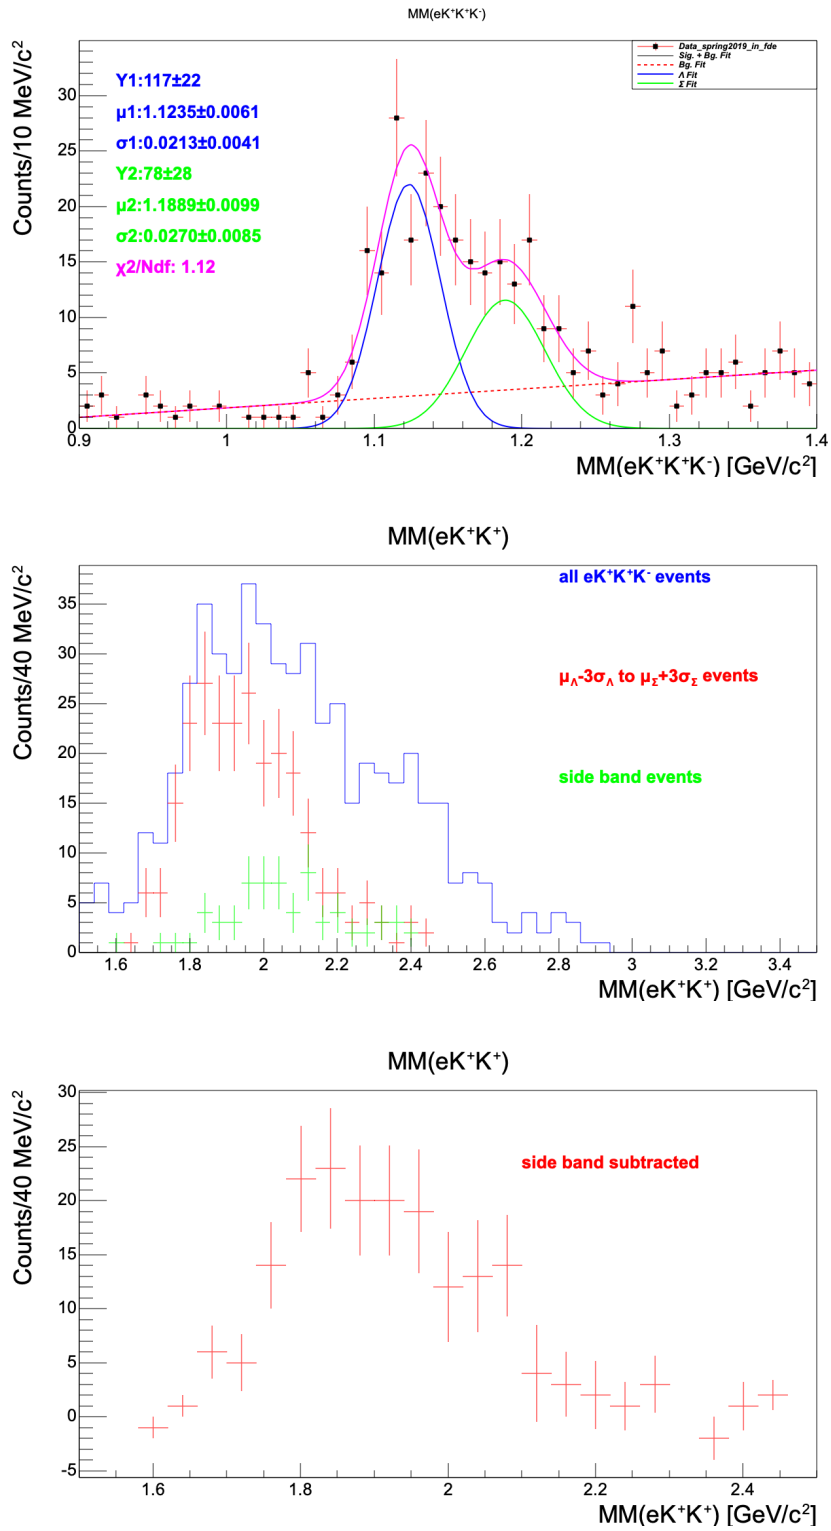 MM(eK⁺K⁺K⁻)
Counts/10 MeV/c²
Y1:117±22
μ1:1.1235±0.0061
σ1:0.0213±0.0041
Y2:78±28
μ2:1.1889±0.0099
σ2:0.0270±0.0085
χ2/Ndf: 1.12
Data_spring2019_in_fde
Sig. + Bg. Fit
Bg. Fit
Λ Fit
Σ Fit
30
25
20
15
10
5
0
0.9 1 1.1 1.2 1.3 1.4
MM(eK⁺K⁺K⁻) [GeV/c²]
MM(eK⁺K⁺)
Counts/40 MeV/c²
all eK⁺K⁺K⁻ events
μ_Λ-3σ_Λ to μ_Σ+3σ_Σ events
side band events
35
30
25
20
15
10
5
0
1.6 1.8 2 2.2 2.4 2.6 2.8 3 3.2 3.4
MM(eK⁺K⁺) [GeV/c²]
MM(eK⁺K⁺)
Counts/40 MeV/c²
side band subtracted
30
25
20
15
10
5
0
-5
1.6 1.8 2 2.2 2.4
MM(eK⁺K⁺) [GeV/c²]